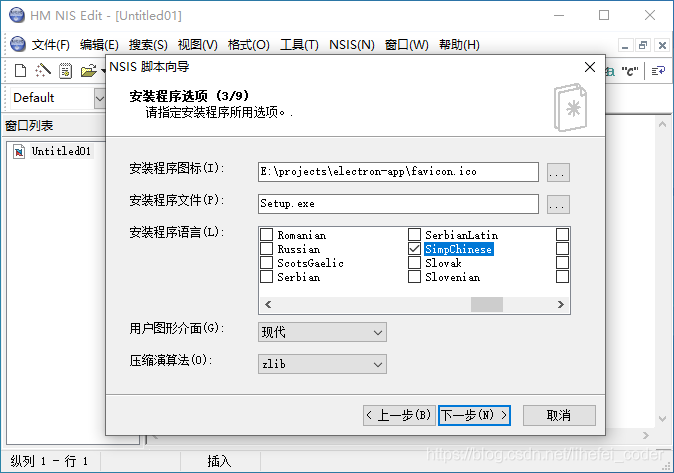 HM NIS Edit - [Untitled01]
文件(F) 编辑(E) 搜索(S) 视图(V) 格式(O) 工具(T) NSIS(N) 窗口(W) 帮助(H)
"C"
Default
窗口列表
Untitled01
NSIS 脚本向导
安装程序选项 (3/9)
请指定安装程序所用选项。.
安装程序图标(I):
E:\projects\electron-app\favicon.ico
...
安装程序文件(P):
Setup.exe
...
安装程序语言(L):
Romanian
SerbianLatin
Russian
SimpChinese
ScotsGaelic
Slovak
Serbian
Slovenian
用户图形介面(G):
现代
压缩演算法(O):
zlib
< 上一步(B)
下一步(N) >
取消
纵列 1 - 行 1
插入
https://blog.csdn.net/lihefei_coder